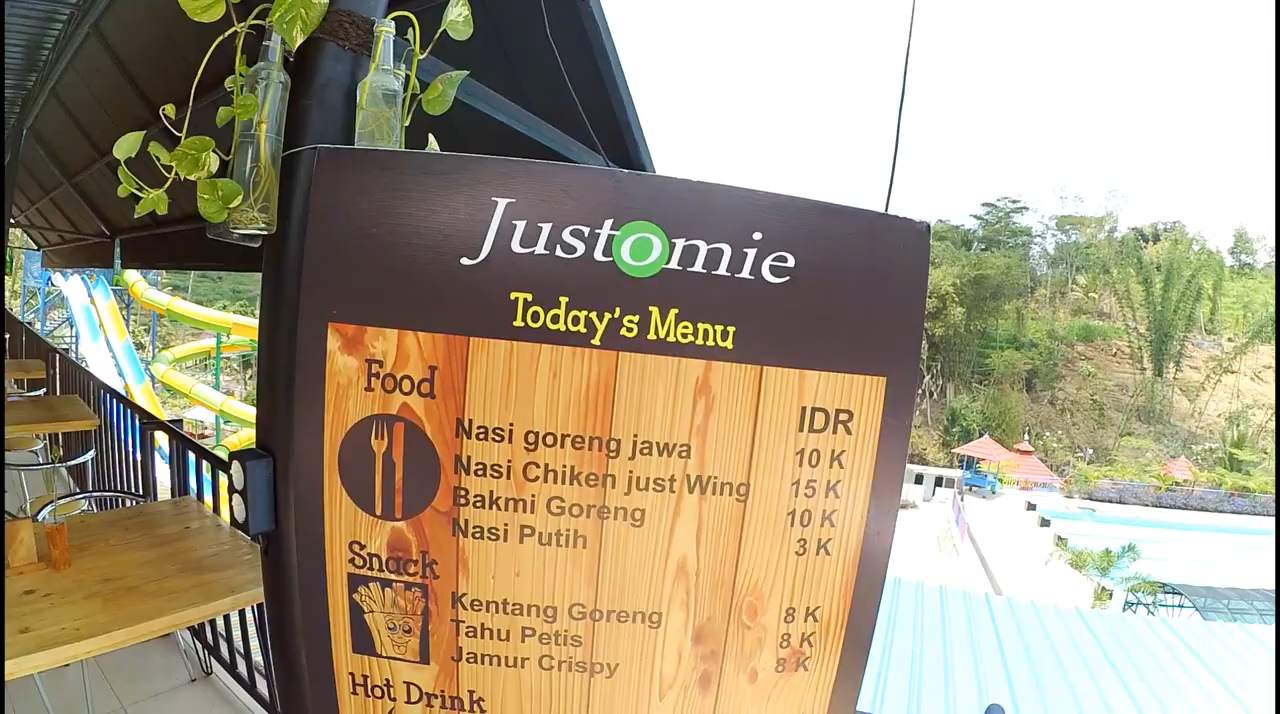 Justomie
Today's Menu
Food
IDR
Nasi goreng jawa 10 K
Nasi Chiken just Wing 15 K
Bakmi Goreng 10 K
Nasi Putih 3 K
Snack
Kentang Goreng 8 K
Tahu Petis 8 K
Jamur Crispy 8 K
Hot Drink